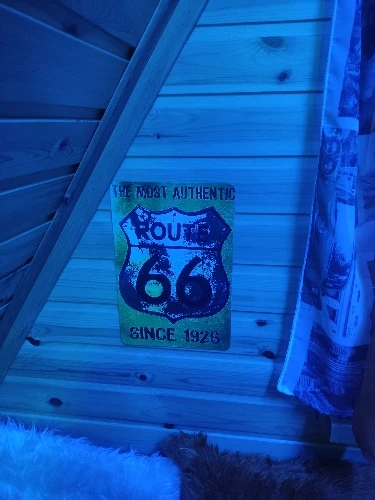 THE MOST AUTHENTIC
ROUTE
66
SINCE 1926